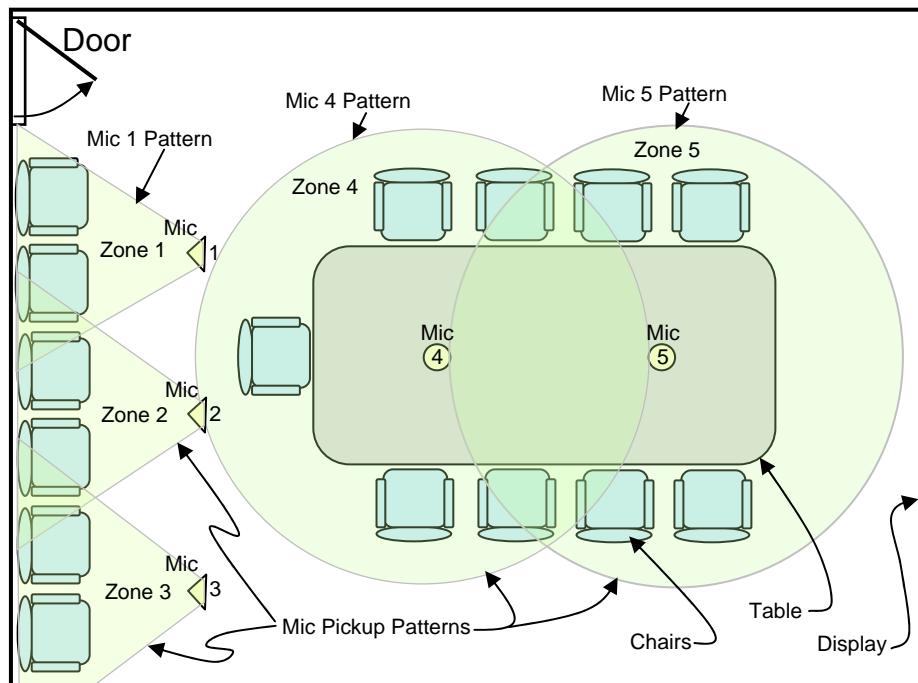 Door
Mic 4 Pattern
Mic 5 Pattern
Mic 1 Pattern
Zone 5
Zone 4
Mic
Zone 1
1
Mic
4
Mic
5
Mic
Zone 2
2
Mic
Zone 3
3
Mic Pickup Patterns
Table
Chairs
Display